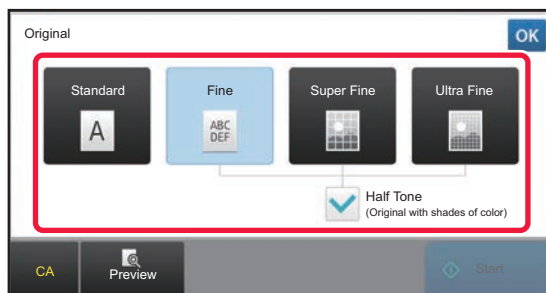 Original
OK
Standard
Fine
Super Fine
Ultra Fine
A
ABC
DEF
Half Tone
(Original with shades of color)
CA
Preview
Start